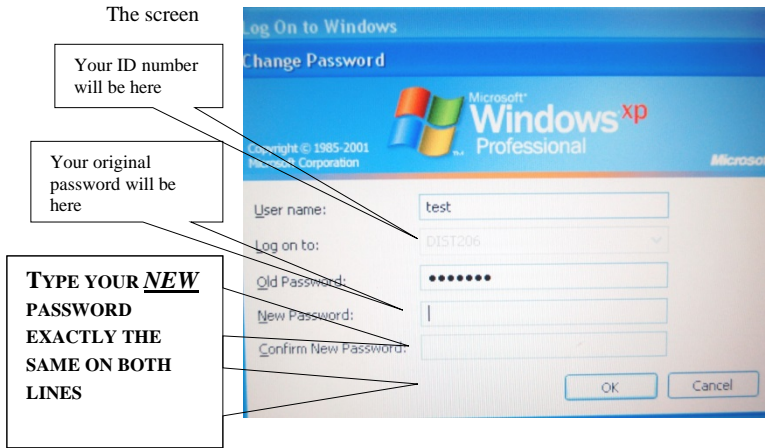 The screen
Log On to Windows
Change Password
Your ID number
will be here
Microsoft®
Windows xp
Professional
Copyright © 1985-2001
Microsoft Corporation
Microso
Your original
password will be
here
User name: test
Log on to: DIST206
Old Password: •••••••
New Password:
Confirm New Password:
TYPE YOUR NEW
PASSWORD
EXACTLY THE
SAME ON BOTH
LINES
OK Cancel